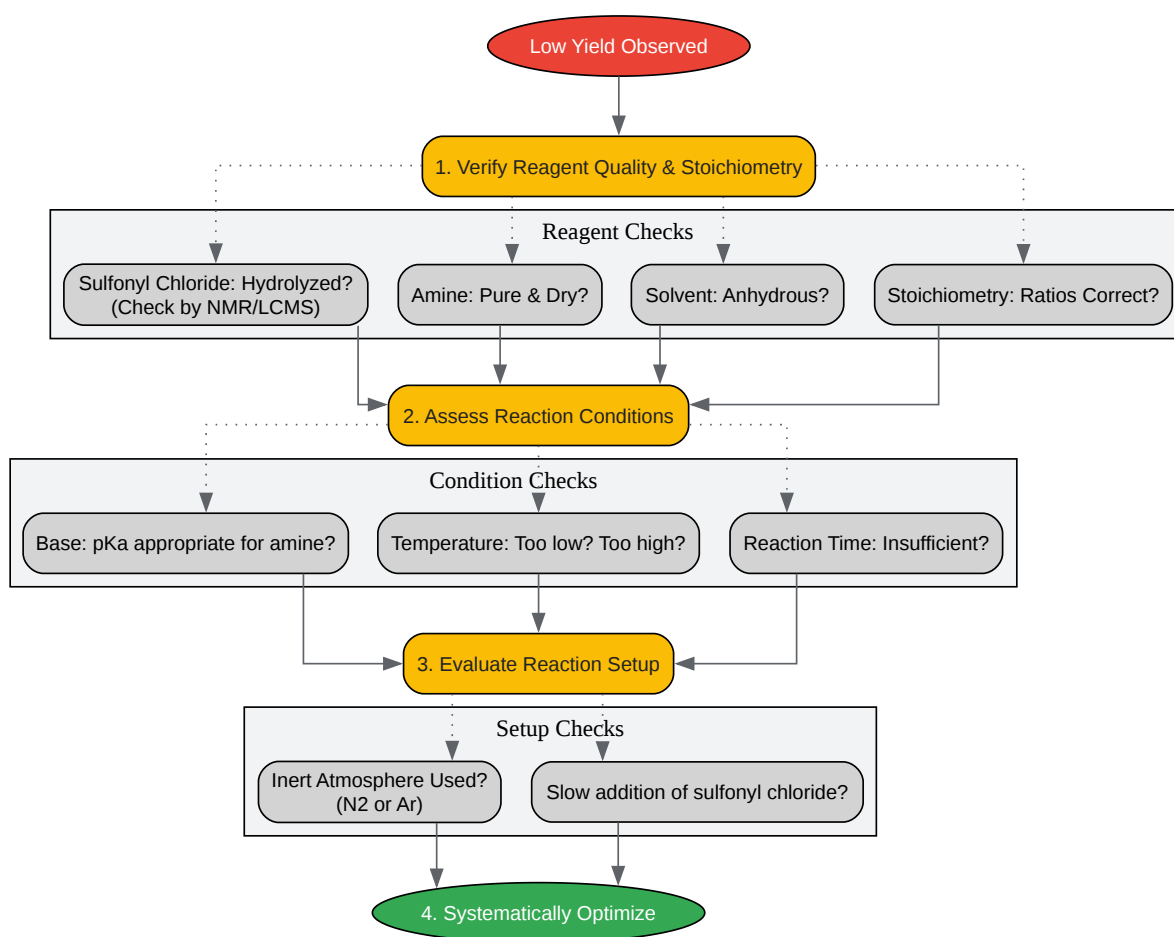 Low Yield Observed
1. Verify Reagent Quality & Stoichiometry
Reagent Checks
Sulfonyl Chloride: Hydrolyzed?
(Check by NMR/LCMS)
Amine: Pure & Dry?
Solvent: Anhydrous?
Stoichiometry: Ratios Correct?
2. Assess Reaction Conditions
Condition Checks
Base: pKa appropriate for amine?
Temperature: Too low? Too high?
Reaction Time: Insufficient?
3. Evaluate Reaction Setup
Setup Checks
Inert Atmosphere Used?
(N2 or Ar)
Slow addition of sulfonyl chloride?
4. Systematically Optimize